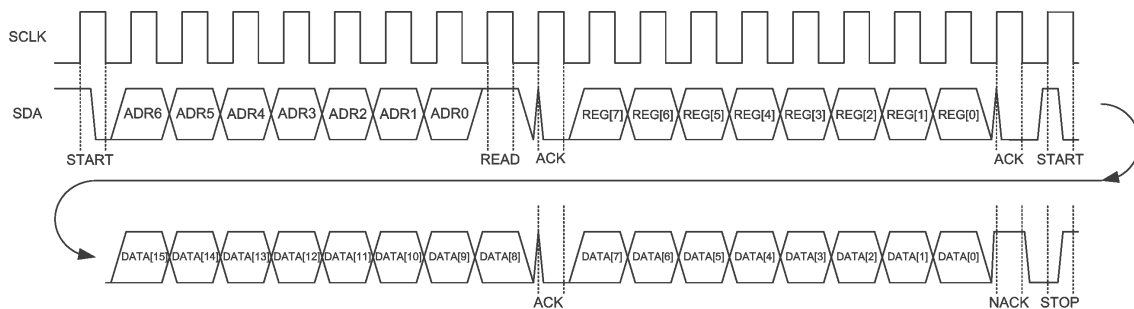 SCLK
SDA
ADR6 ADR5 ADR4 ADR3 ADR2 ADR1 ADR0 REG[7] REG[6] REG[5] REG[4] REG[3] REG[2] REG[1] REG[0]
START READ ACK ACK START
DATA[15] DATA[14] DATA[13] DATA[12] DATA[11] DATA[10] DATA[9] DATA[8] DATA[7] DATA[6] DATA[5] DATA[4] DATA[3] DATA[2] DATA[1] DATA[0]
ACK NACK STOP